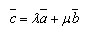 c̅ = λa̅ + μb̅